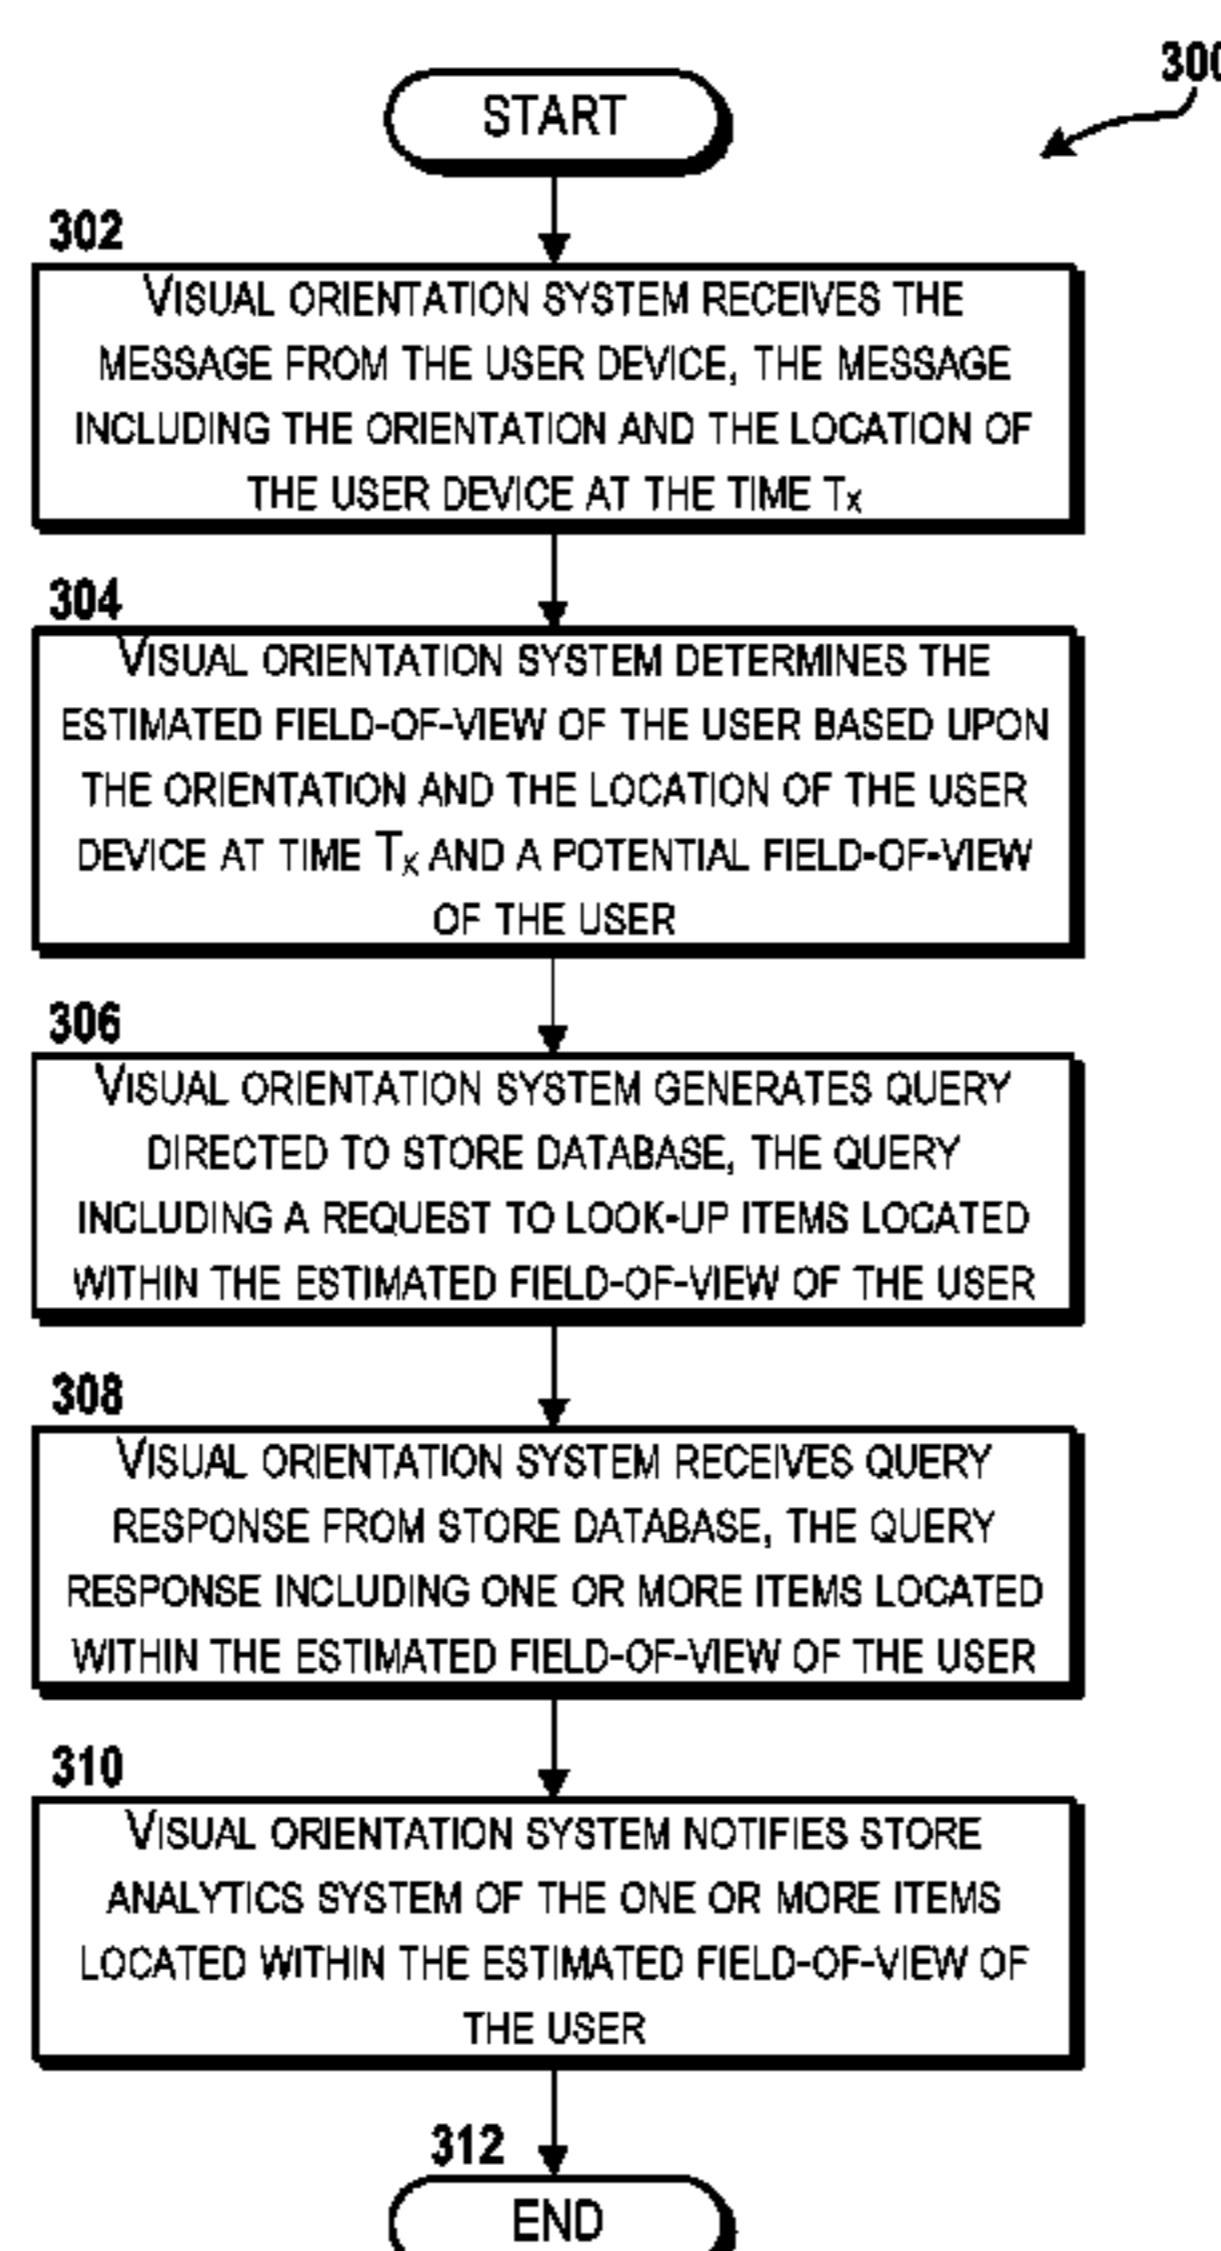 300
START
302
VISUAL ORIENTATION SYSTEM RECEIVES THE
MESSAGE FROM THE USER DEVICE, THE MESSAGE
INCLUDING THE ORIENTATION AND THE LOCATION OF
THE USER DEVICE AT THE TIME TX
304
VISUAL ORIENTATION SYSTEM DETERMINES THE
ESTIMATED FIELD-OF-VIEW OF THE USER BASED UPON
THE ORIENTATION AND THE LOCATION OF THE USER
DEVICE AT TIME TX AND A POTENTIAL FIELD-OF-VIEW
OF THE USER
306
VISUAL ORIENTATION SYSTEM GENERATES QUERY
DIRECTED TO STORE DATABASE, THE QUERY
INCLUDING A REQUEST TO LOOK-UP ITEMS LOCATED
WITHIN THE ESTIMATED FIELD-OF-VIEW OF THE USER
308
VISUAL ORIENTATION SYSTEM RECEIVES QUERY
RESPONSE FROM STORE DATABASE, THE QUERY
RESPONSE INCLUDING ONE OR MORE ITEMS LOCATED
WITHIN THE ESTIMATED FIELD-OF-VIEW OF THE USER
310
VISUAL ORIENTATION SYSTEM NOTIFIES STORE
ANALYTICS SYSTEM OF THE ONE OR MORE ITEMS
LOCATED WITHIN THE ESTIMATED FIELD-OF-VIEW OF
THE USER
312
END